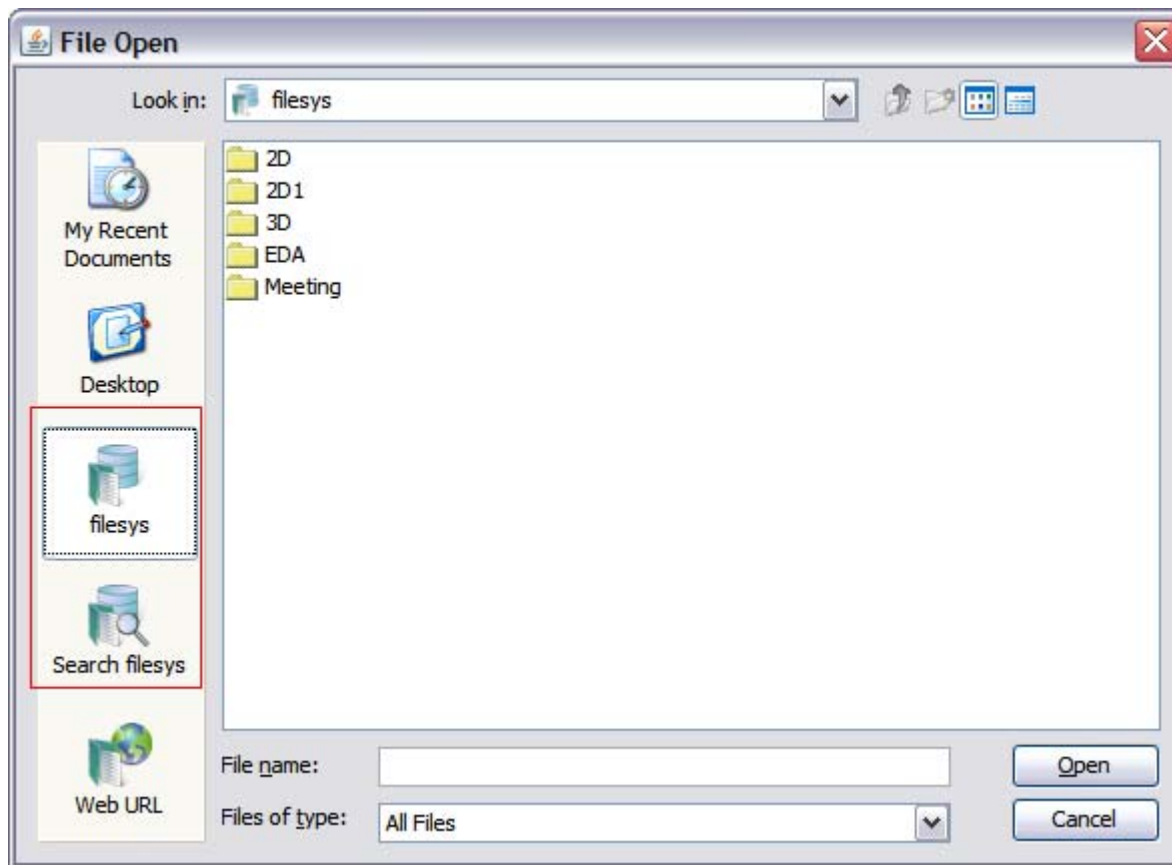 File Open
Look in:
filesys
My Recent
Documents
Desktop
filesys
Search filesys
Web URL
2D
2D1
3D
EDA
Meeting
File name:
Open
Files of type:
All Files
Cancel